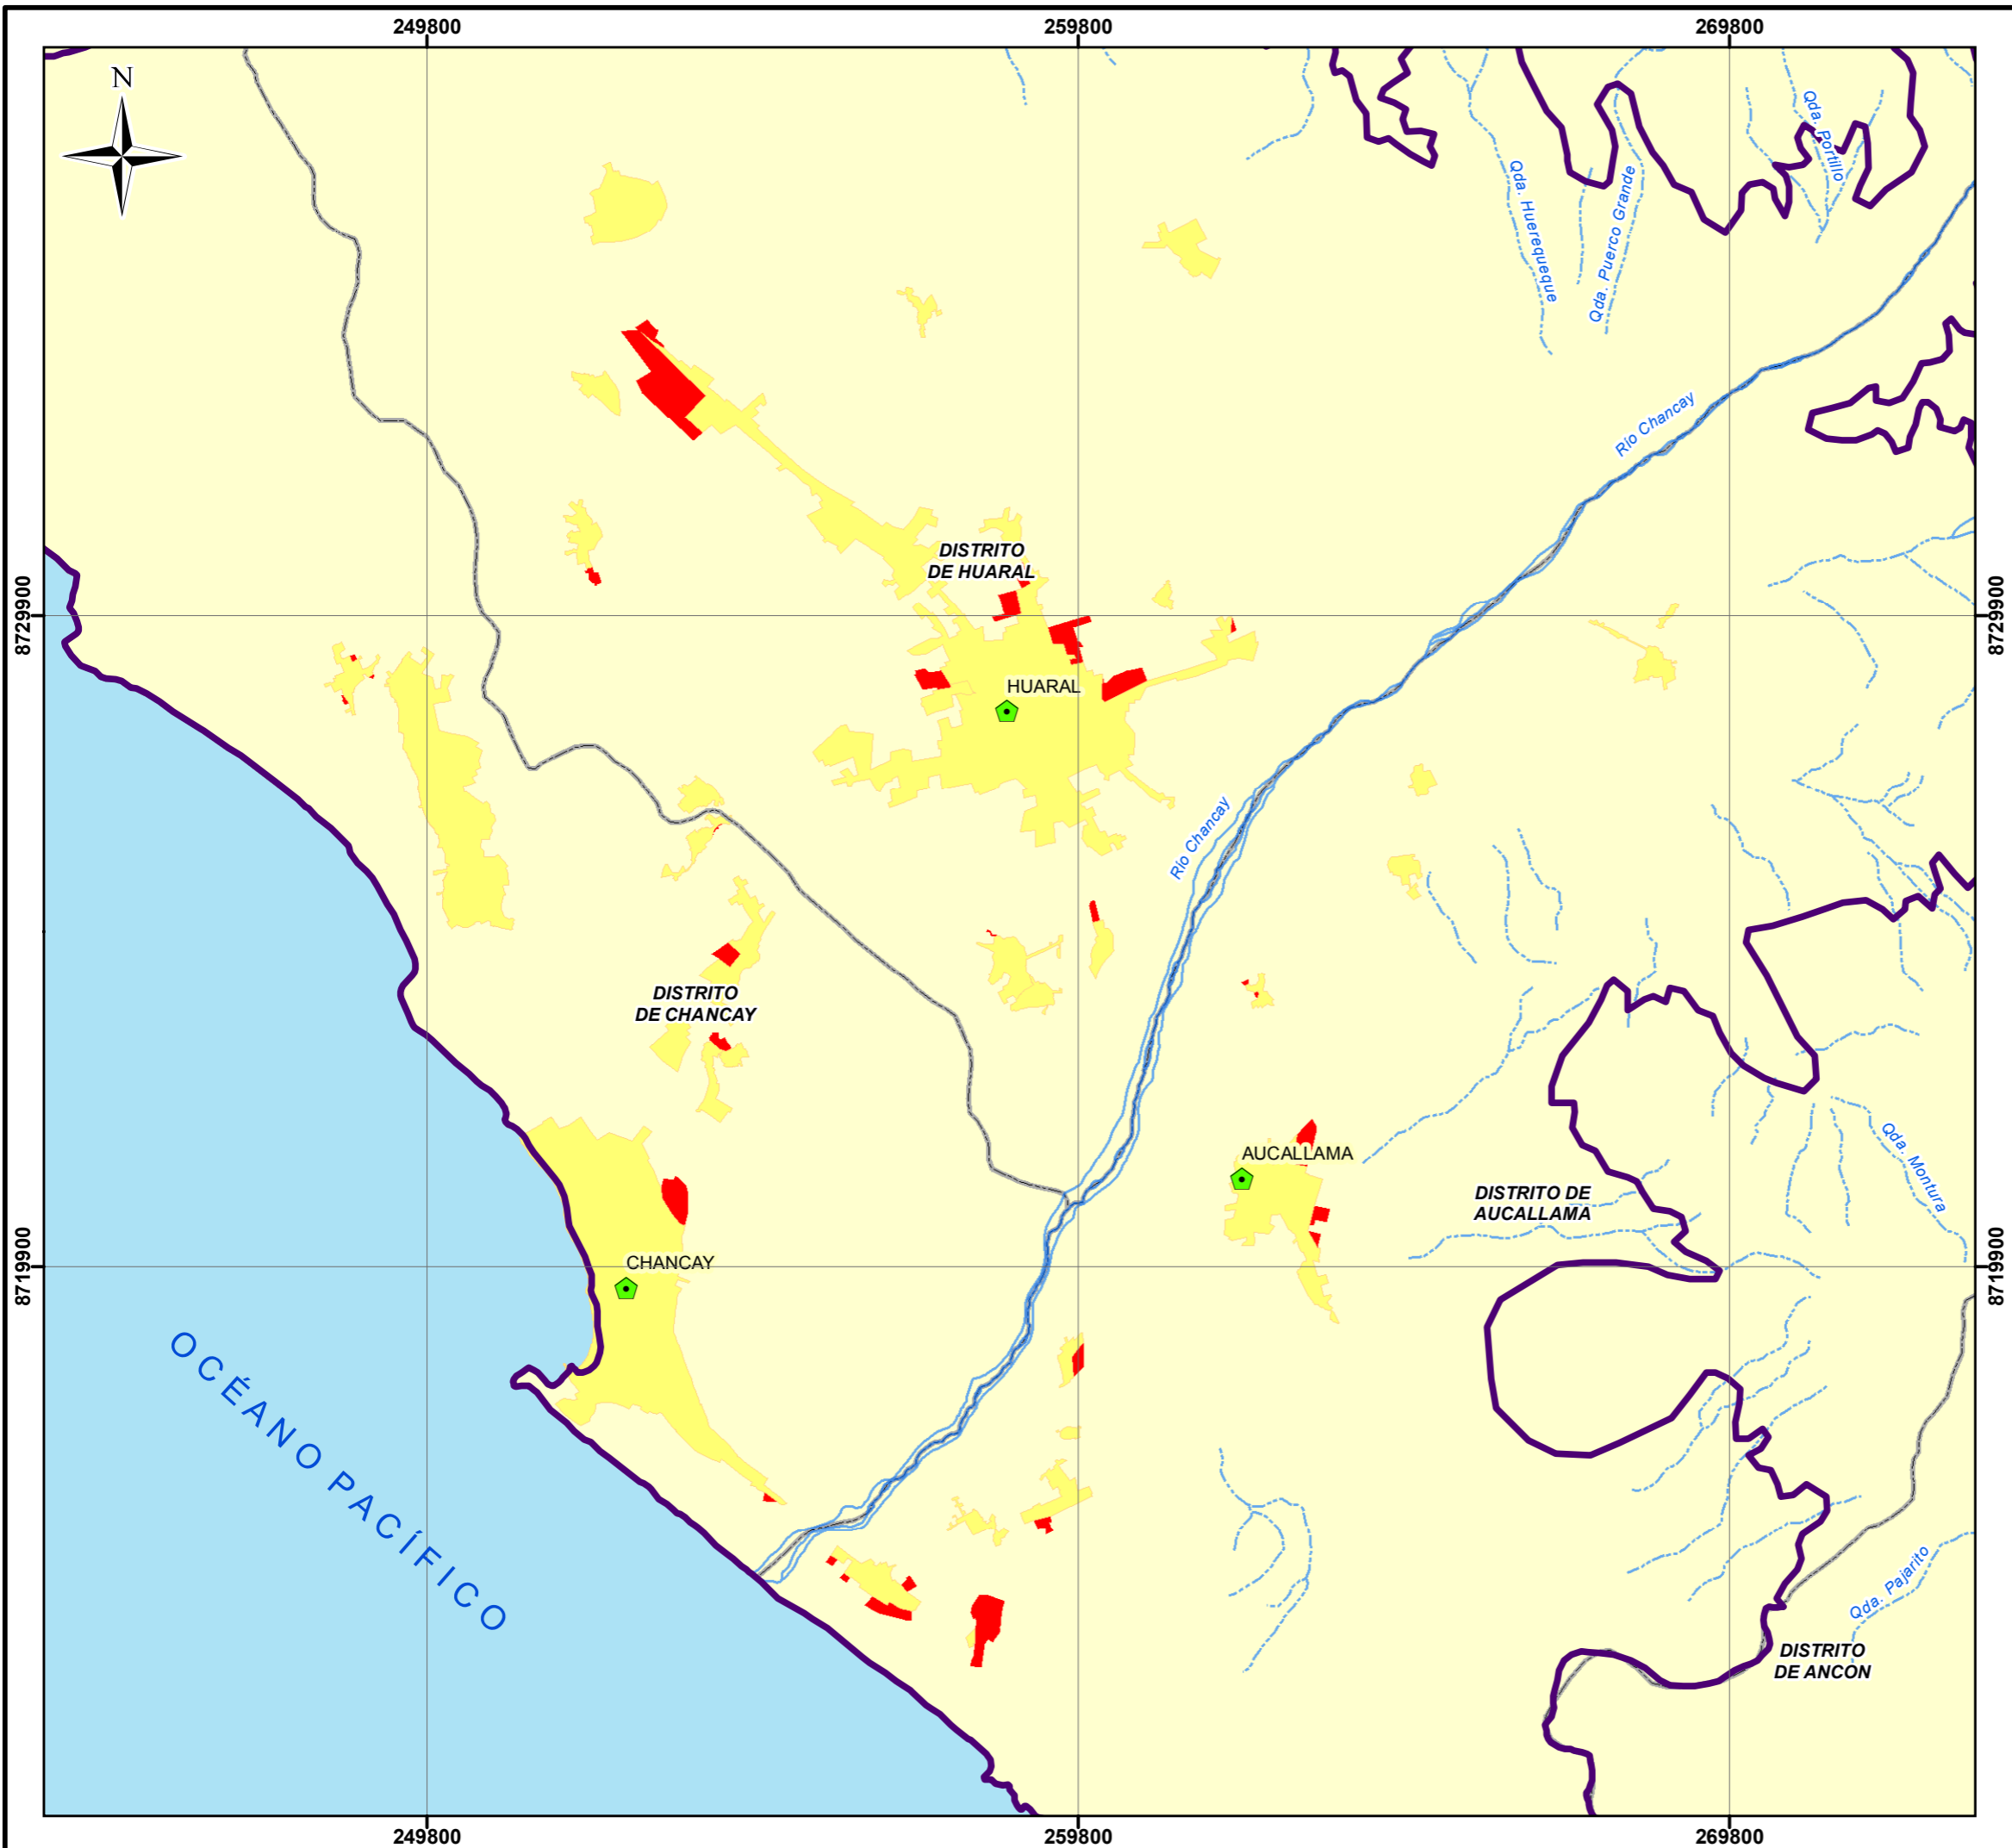 249800
259800
269800
N
Qda. Portillo
Qda. Huerequeque
Qda. Puerco Grande
Río Chancay
DISTRITO
DE HUARAL
8729900
8729900
HUARAL
Río Chancay
DISTRITO
DE CHANCAY
Qda. Montura
AUCALLAMA
DISTRITO DE
AUCALLAMA
8719900
8719900
CHANCAY
OCÉANO PACÍFICO
Qda. Pajarito
DISTRITO
DE ANCÓN
249800
259800
269800